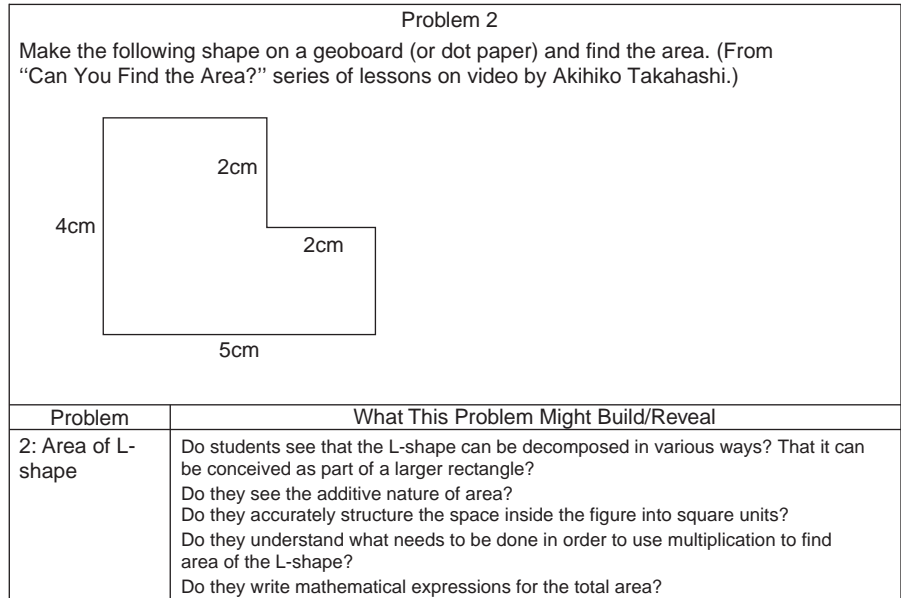 Problem 2
Make the following shape on a geoboard (or dot paper) and find the area. (From
‘‘Can You Find the Area?’’ series of lessons on video by Akihiko Takahashi.)
2cm
4cm
2cm
5cm
Problem
What This Problem Might Build/Reveal
2: Area of L-
shape
Do students see that the L-shape can be decomposed in various ways? That it can
be conceived as part of a larger rectangle?
Do they see the additive nature of area?
Do they accurately structure the space inside the figure into square units?
Do they understand what needs to be done in order to use multiplication to find
area of the L-shape?
Do they write mathematical expressions for the total area?